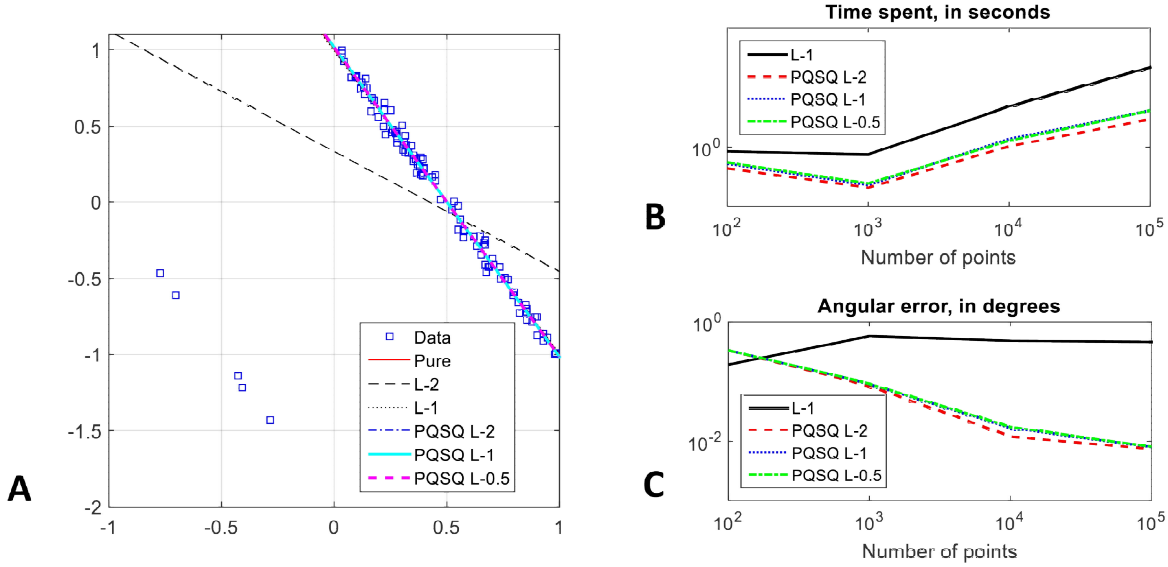 1
0.5
0
-0.5
-1
-1.5
-2
-1
-0.5
0
0.5
1
Data
Pure
L-2
L-1
PQSQ L-2
PQSQ L-1
PQSQ L-0.5
A
Time spent, in seconds
L-1
PQSQ L-2
PQSQ L-1
PQSQ L-0.5
10^0
10^2
10^3
10^4
10^5
Number of points
B
Angular error, in degrees
10^0
10^-2
L-1
PQSQ L-2
PQSQ L-1
PQSQ L-0.5
10^2
10^3
10^4
10^5
Number of points
C